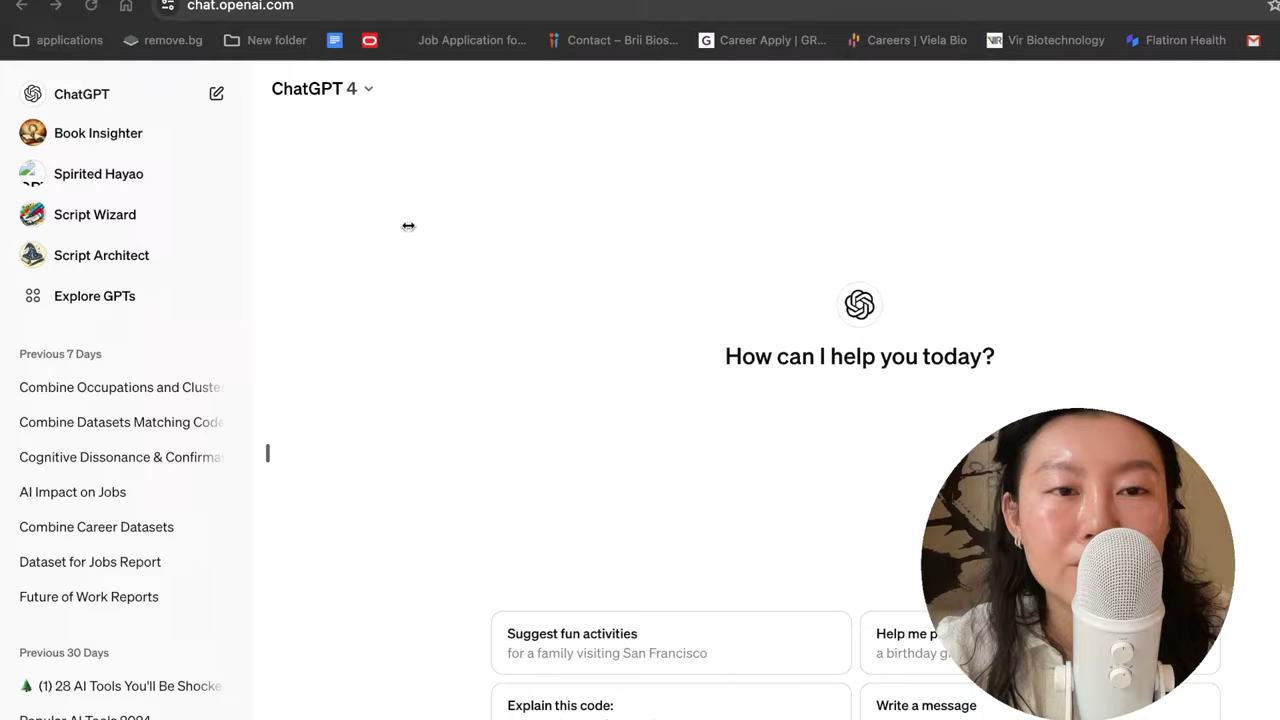 chat.openai.com
applications
remove.bg
New folder
Job Application fo...
Contact – Brii Bios...
Career Apply | GR...
Careers | Viela Bio
VIR
Vir Biotechnology
Flatiron Health
ChatGPT
ChatGPT 4
Book Insighter
Spirited Hayao
Script Wizard
Script Architect
Explore GPTs
How can I help you today?
Previous 7 Days
Combine Occupations and Cluste
Combine Datasets Matching Code
Cognitive Dissonance & Confirma
AI Impact on Jobs
Combine Career Datasets
Dataset for Jobs Report
Future of Work Reports
Previous 30 Days
(1) 28 AI Tools You'll Be Shocke
Popular AI Tools 2024
Suggest fun activities
for a family visiting San Francisco
Help me p
a birthday g
Explain this code:
Write a message